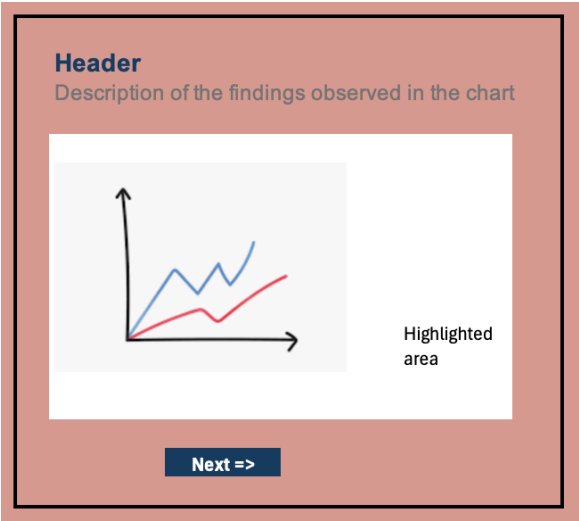 Header
Description of the findings observed in the chart
Highlighted
area
Next =>